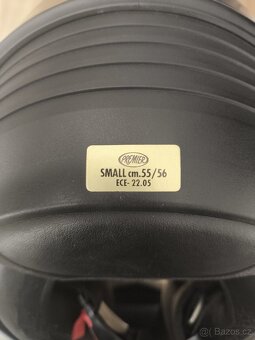 PREMIER
SMALL cm.55/56
ECE- 22.05
Bazos.cz